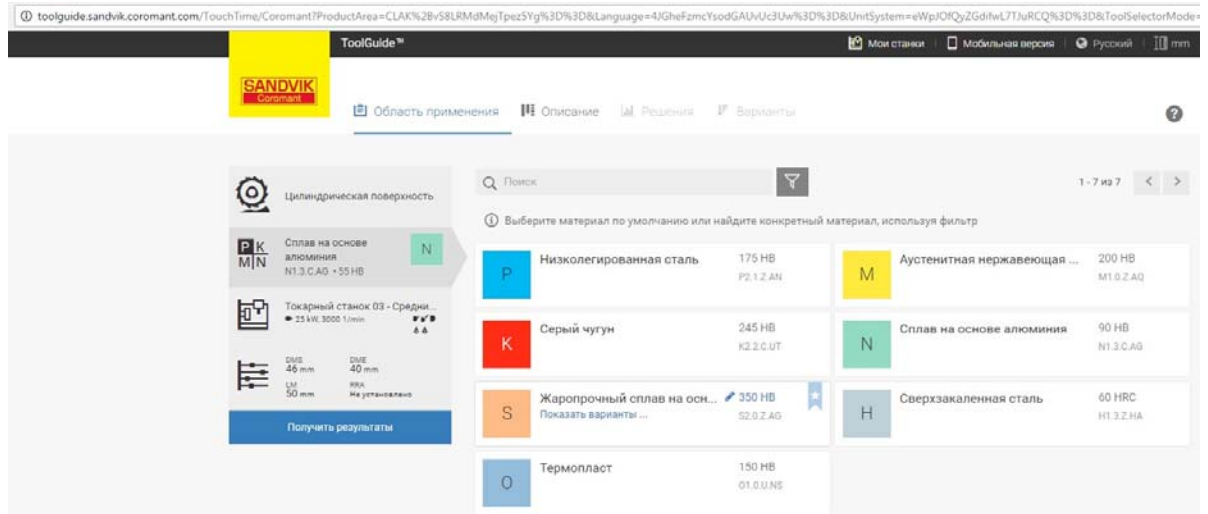 toolguide.sandvik.coromant.com/TouchTime/Coromant?ProductArea=CLAK%2BvS8LRMdMejTpez5Yg%3D%3D&Language=4JGheFzmcYsodGAUvUc3Uw%3D%3D&UnitSystem=eWpJOfQyZGdifwL7TJuRCQ%3D%3D&ToolSelectorMode=
ToolGuide™
Мои станки
Мобильная версия
Русский
mm
SANDVIK
Coromant
Область применения
Описание
Решения
Варианты
Цилиндрическая поверхность
P K
M N
Сплав на основе
алюминия
N1.3.C.AG • 55 HB
N
Токарный станок 03 - Средни...
25 kW, 3000 1/min
DMS
46 mm
DME
40 mm
LM
50 mm
RRA
Не установлено
Получить результаты
Поиск
1 - 7 из 7
Выберите материал по умолчанию или найдите конкретный материал, используя фильтр
P
Низколегированная сталь
175 HB
P2.1.Z.AN
M
Аустенитная нержавеющая ...
200 HB
M1.0.Z.AQ
K
Серый чугун
245 HB
K2.2.C.UT
N
Сплав на основе алюминия
90 HB
N1.3.C.AG
S
Жаропрочный сплав на осн...
350 HB
Показать варианты ...
S2.0.Z.AG
H
Сверхзакаленная сталь
60 HRC
H1.3.Z.HA
O
Термопласт
150 HB
O1.0.U.NS